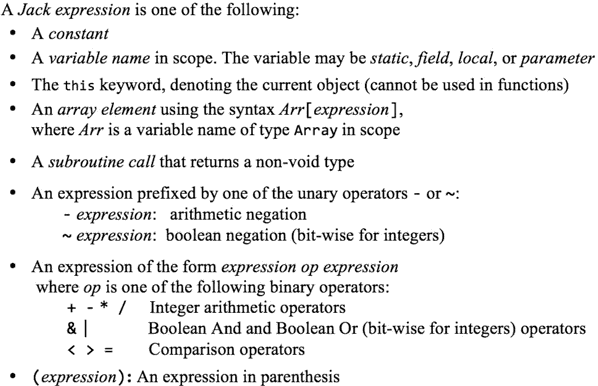 A Jack expression is one of the following:
• A constant
• A variable name in scope. The variable may be static, field, local, or parameter
• The this keyword, denoting the current object (cannot be used in functions)
• An array element using the syntax Arr[expression],
where Arr is a variable name of type Array in scope
• A subroutine call that returns a non-void type
• An expression prefixed by one of the unary operators - or ~:
- expression: arithmetic negation
~ expression: boolean negation (bit-wise for integers)
• An expression of the form expression op expression
where op is one of the following binary operators:
+ - * / Integer arithmetic operators
& | Boolean And and Boolean Or (bit-wise for integers) operators
< > = Comparison operators
• (expression): An expression in parenthesis